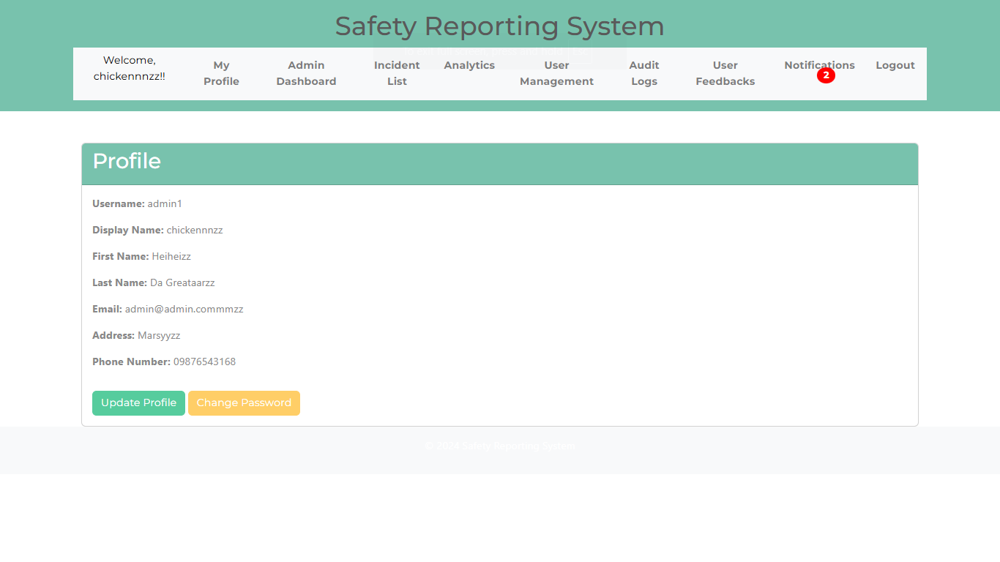 Safety Reporting System
Welcome, chickennnzz!!
My Profile
Admin Dashboard
Incident List
Analytics
User Management
Audit Logs
User Feedbacks
Notifications 2
Logout
Profile
Username: admin1
Display Name: chickennnzz
First Name: Heiheizz
Last Name: Da Greataarzz
Email: admin@admin.commmzz
Address: Marsyyzz
Phone Number: 09876543168
Update Profile Change Password
© 2024 Safety Reporting System